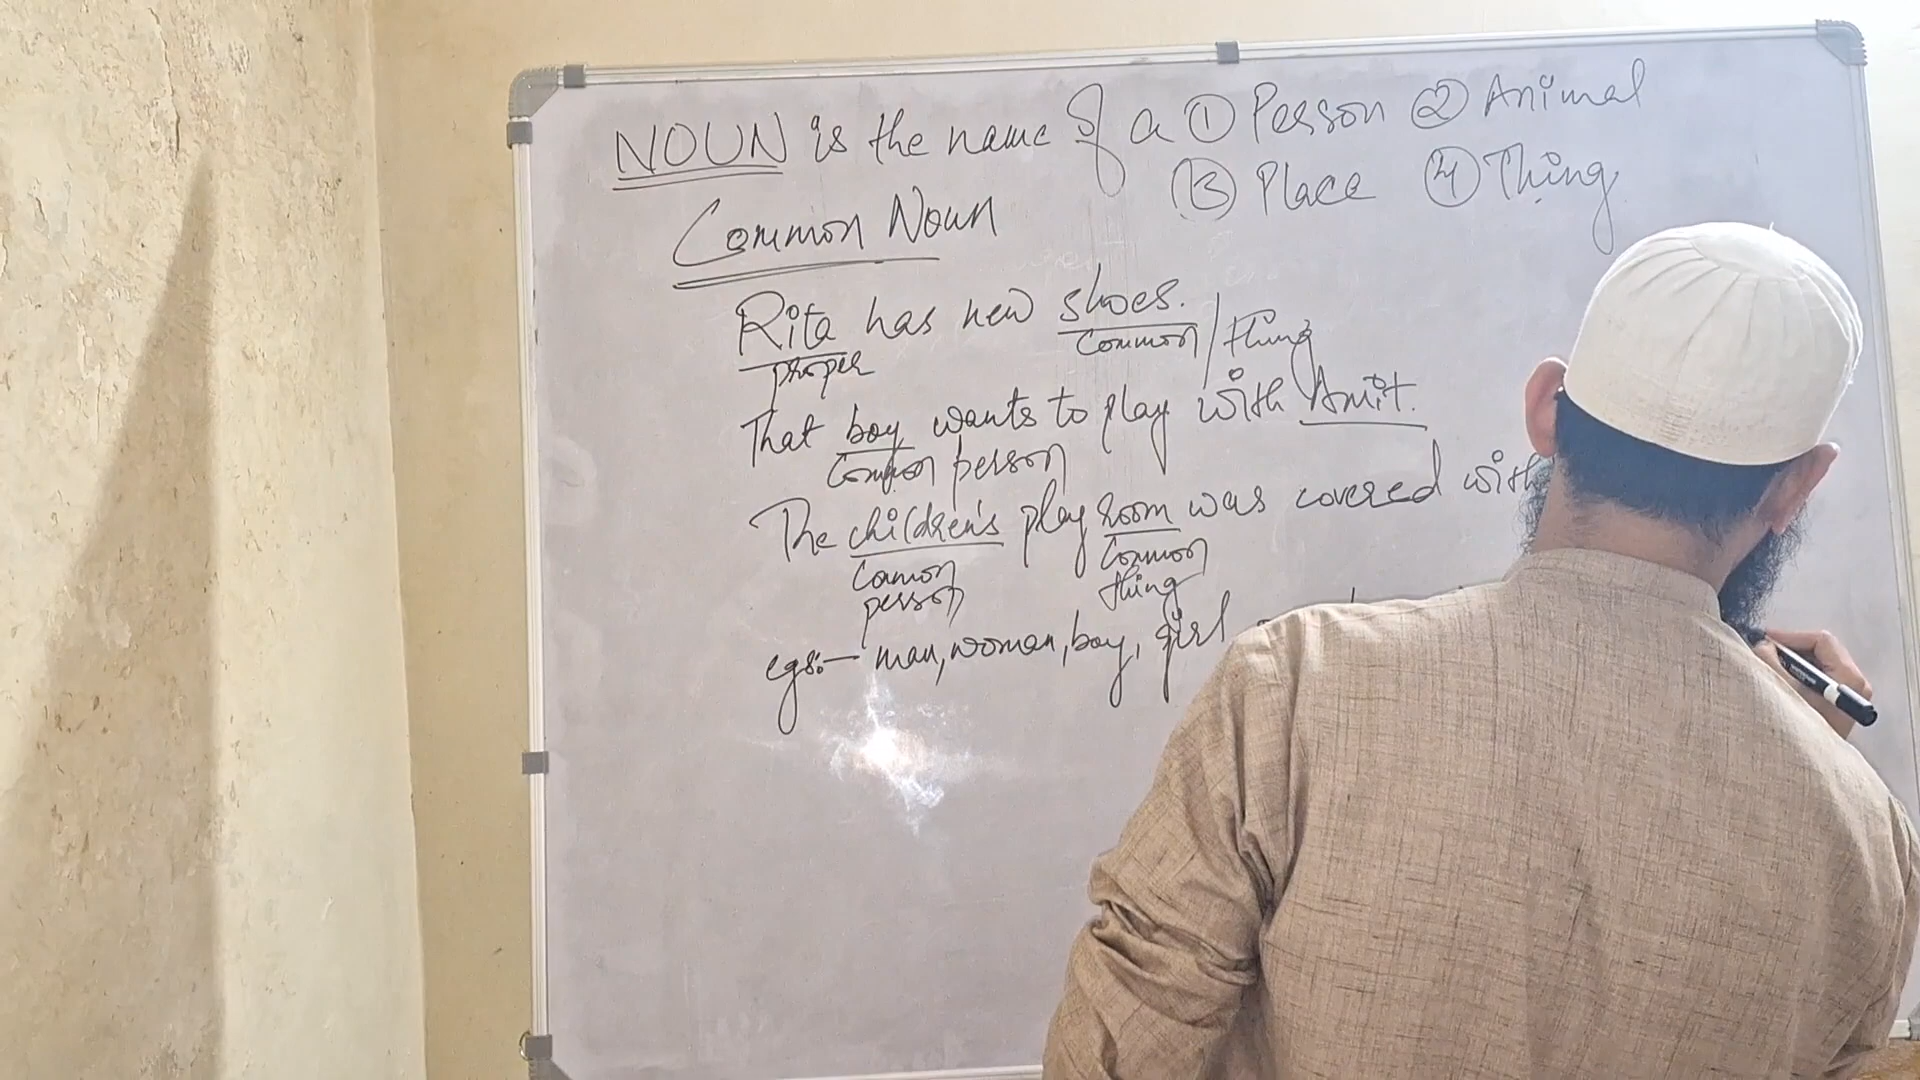 NOUN is the name of a ① Person ② Animal
③ Place ④ Thing
Common Noun
Rita has new shoes.
proper common / thing
That boy wants to play with Amit.
Common person
The children's play room was covered with
Camon Common
person thing
egs:- man, woman, boy, girl